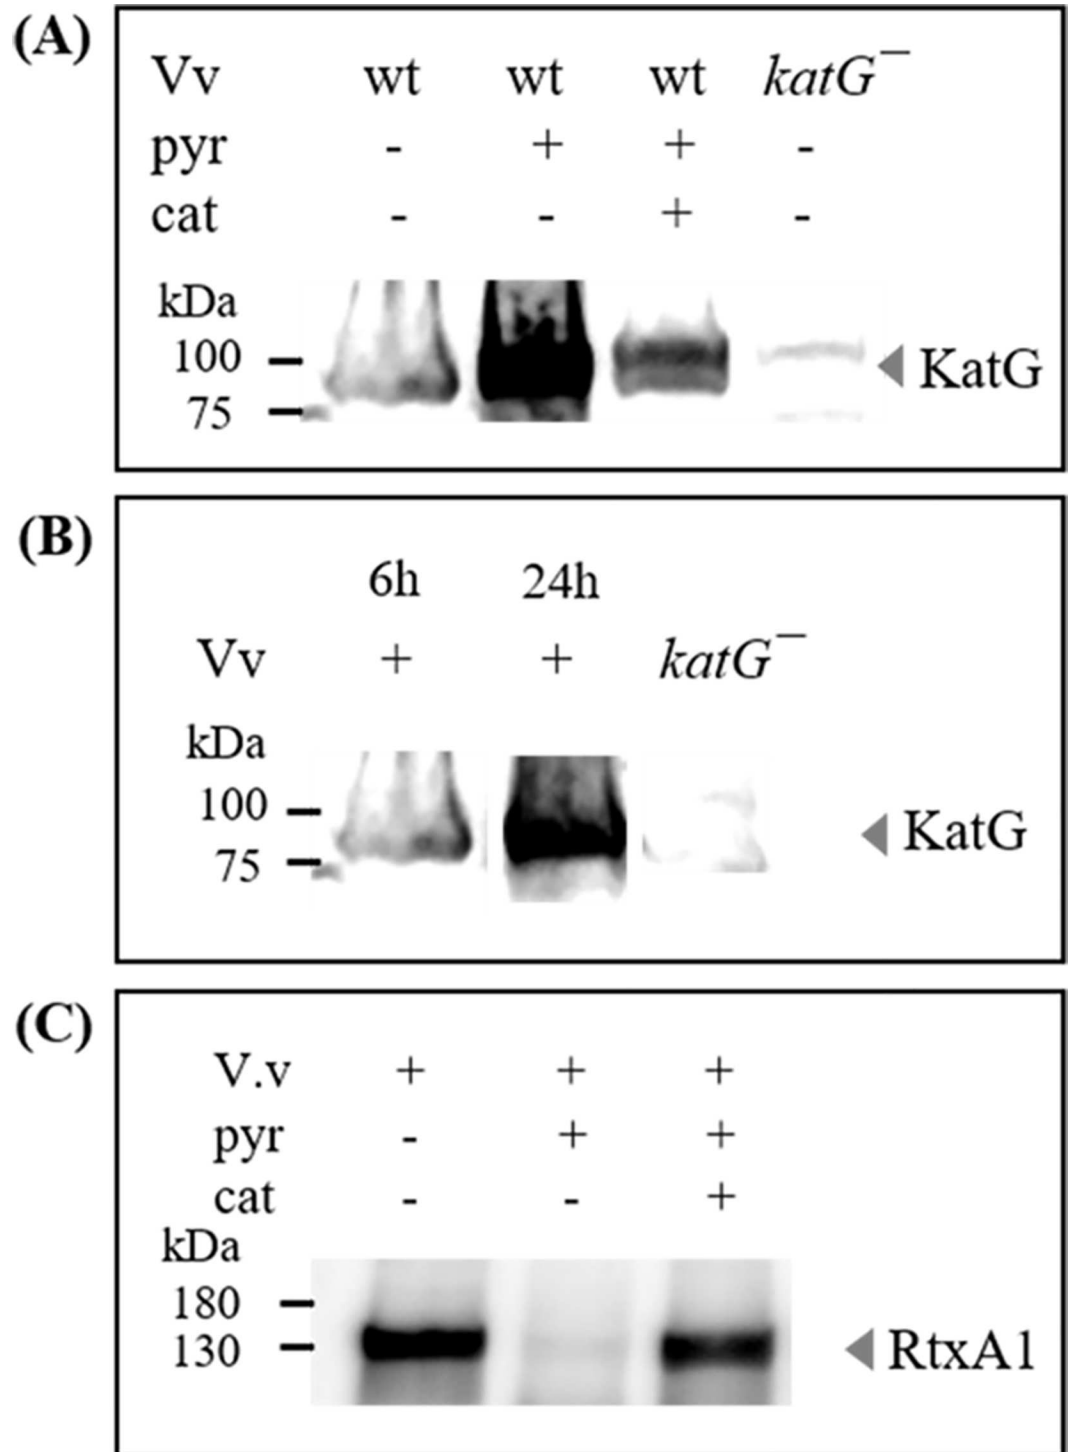 (A)
Vv wt wt wt katG⁻
pyr - + + -
cat - - + -
kDa
100
KatG
75
(B)
6h 24h
Vv + + katG⁻
kDa
100
KatG
75
(C)
V.v + + +
pyr - + +
cat - - +
kDa
180
130
RtxA1